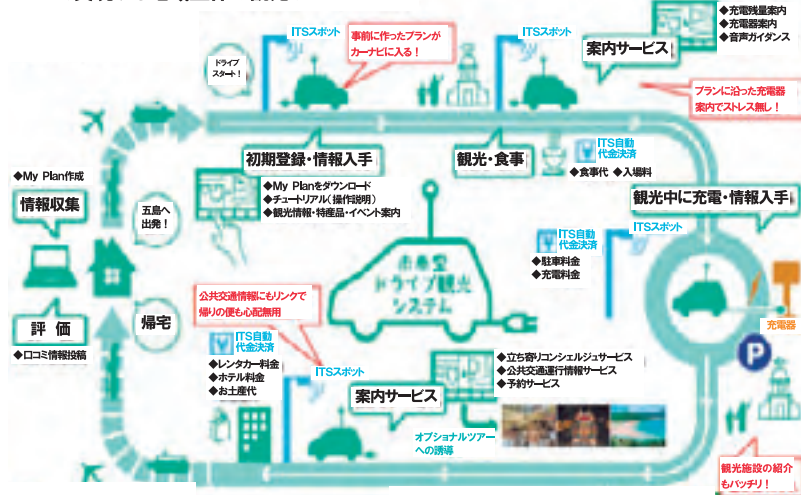 ITSスポット
事前に作ったプランが
カーナビに入る！
ドライブ
スタート！
ITSスポット
案内サービス
◆充電残量案内
◆充電器案内
◆音声ガイダンス
プランに沿った充電器
案内でストレス無し！
初期登録・情報入手
◆My Planをダウンロード
◆チュートリアル（操作説明）
◆観光情報・特産品・イベント案内
観光・食事
ITS自動
代金決済
◆食事代 ◆入場料
観光中に充電・情報入手
ITSスポット
◆My Plan作成
情報収集
五島へ
出発！
ITS自動
代金決済
◆駐車料金
◆充電料金
未来型
ドライブ観光
システム
充電器
P
評 価
◆口コミ情報投稿
帰宅
公共交通情報にもリンクで
帰りの便も心配無用
ITS自動
代金決済
◆レンタカー料金
◆ホテル料金
◆お土産代
ITSスポット
案内サービス
◆立ち寄りコンシェルジュサービス
◆公共交通運行情報サービス
◆予約サービス
オプショナルツアー
への誘導
観光施設の紹介
もバッチリ！